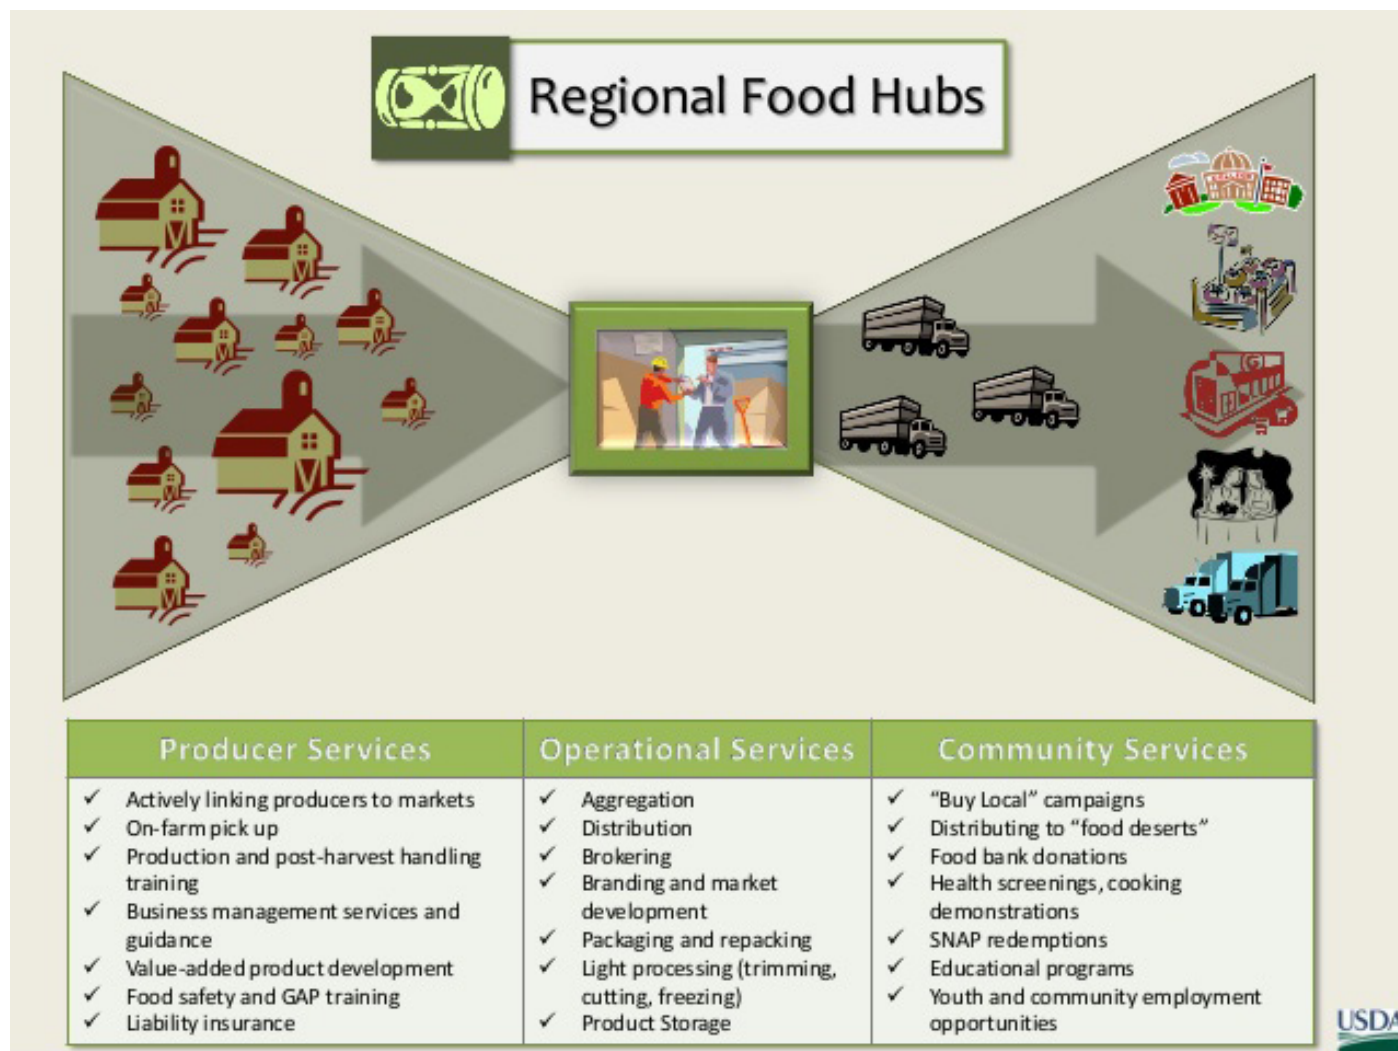 Regional Food Hubs
G
Producer Services
Actively linking producers to markets
On-farm pick up
Production and post-harvest handling
training
Business management services and
guidance
Value-added product development
Food safety and GAP training
Liability insurance
Operational Services
Aggregation
Distribution
Brokering
Branding and market
development
Packaging and repacking
Light processing (trimming,
cutting, freezing)
Product Storage
Community Services
“Buy Local” campaigns
Distributing to “food deserts”
Food bank donations
Health screenings, cooking
demonstrations
SNAP redemptions
Educational programs
Youth and community employment
opportunities
USDA